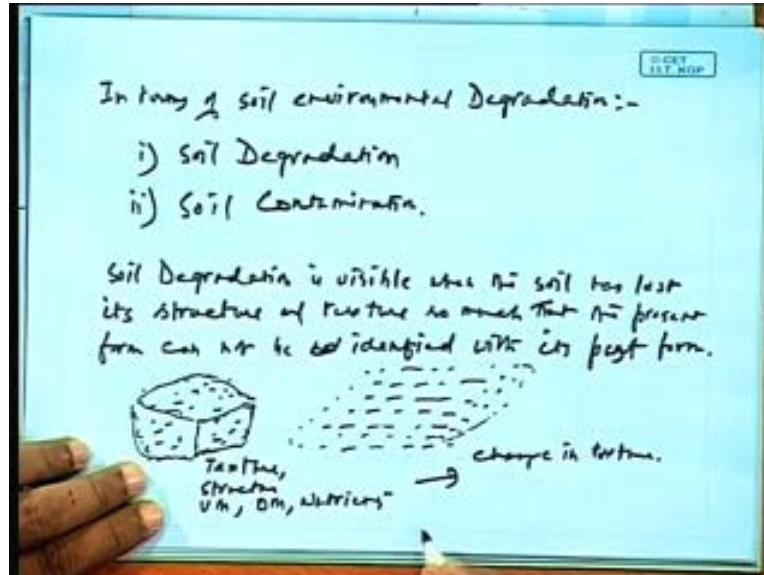 © CET
I.I.T. KGP
In terms of soil environmental Degradation:-
i) Soil Degradation
ii) Soil Contamination.
Soil Degradation is visible when the soil has lost
its structure and texture so much that the present
form can not be identified with its past form.
Texture,
Structure
OM, Nutrients
change in texture.